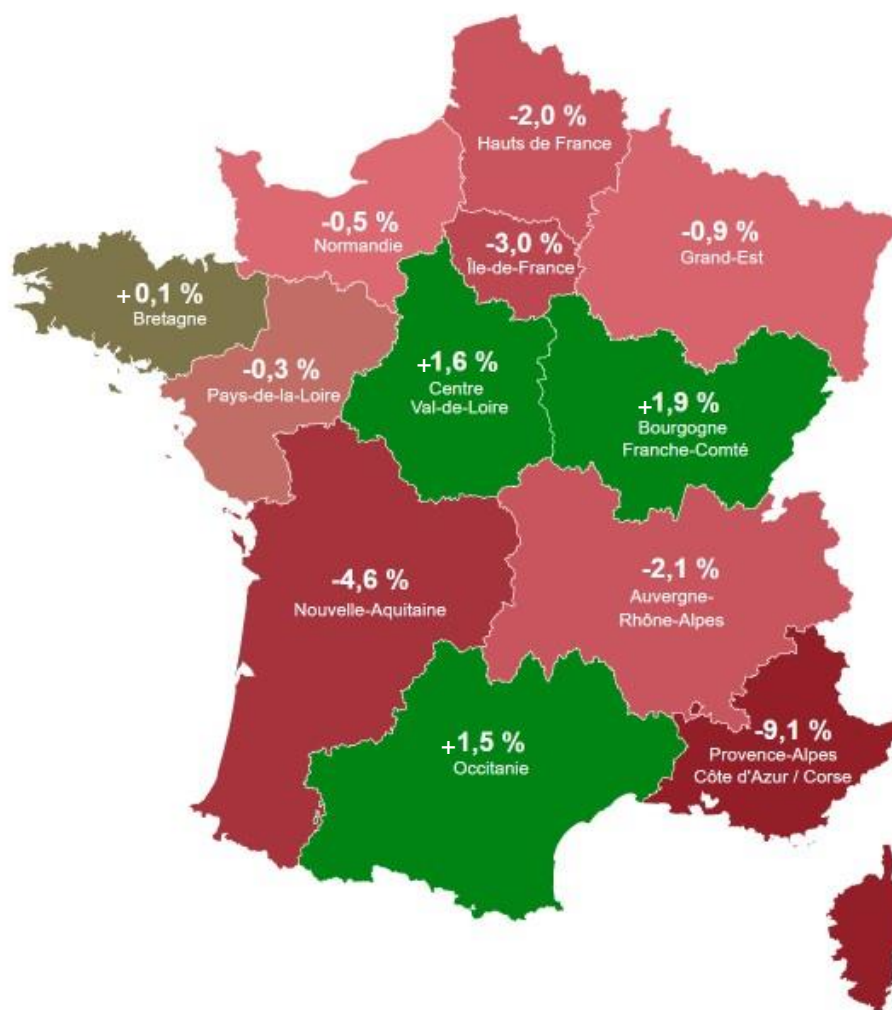 -2,0 %
Hauts de France
-0,5 %
Normandie
-3,0 %
Île-de-France
-0,9 %
Grand-Est
+0,1 %
Bretagne
-0,3 %
Pays-de-la-Loire
+1,6 %
Centre
Val-de-Loire
+1,9 %
Bourgogne
Franche-Comté
-4,6 %
Nouvelle-Aquitaine
-2,1 %
Auvergne-
Rhône-Alpes
+1,5 %
Occitanie
-9,1 %
Provence-Alpes
Côte d'Azur / Corse